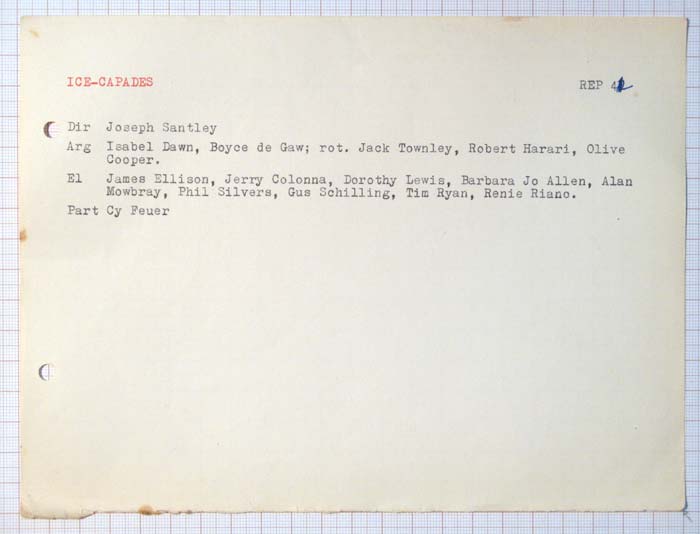 ICE-CAPADES
REP 41
Dir Joseph Santley
Arg Isabel Dawn, Boyce de Gaw; rot. Jack Townley, Robert Harari, Olive
Cooper.
El James Ellison, Jerry Colonna, Dorothy Lewis, Barbara Jo Allen, Alan
Mowbray, Phil Silvers, Gus Schilling, Tim Ryan, Renie Riano.
Part Cy Feuer